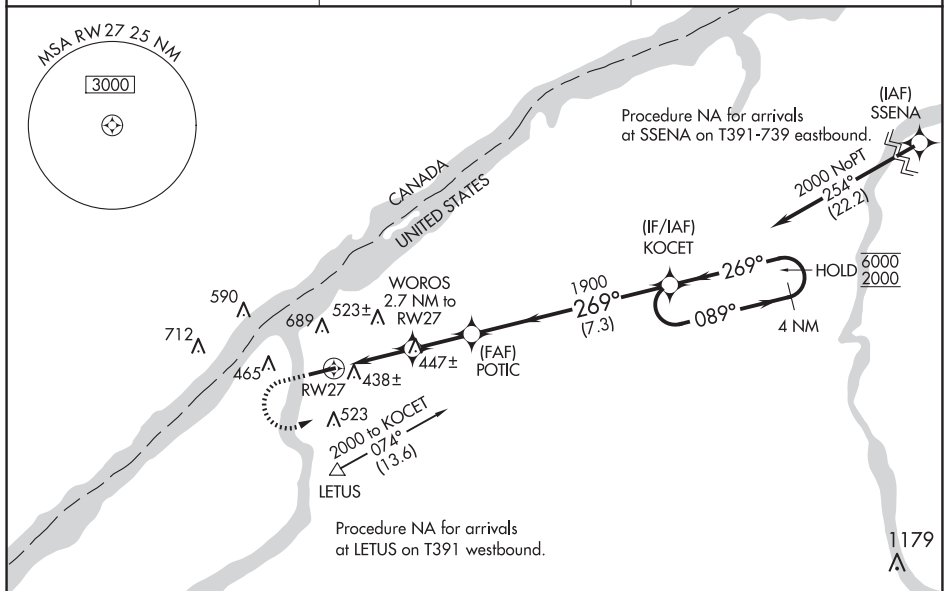 MSA RW27 25 NM
3000
(IAF)
SSENA
Procedure NA for arrivals
at SSENA on T391-739 eastbound.
2000 NoPT
254°
(22.2)
CANADA
UNITED STATES
(IF/IAF)
KOCET
269°
HOLD
6000
2000
089°
4 NM
1900
269°
(7.3)
WOROS
2.7 NM to
RW27
590
523±
689
712
465
447±
(FAF)
POTIC
RW27
438±
523
2000 to KOCET
074°
(13.6)
LETUS
Procedure NA for arrivals
at LETUS on T391 westbound.
1179